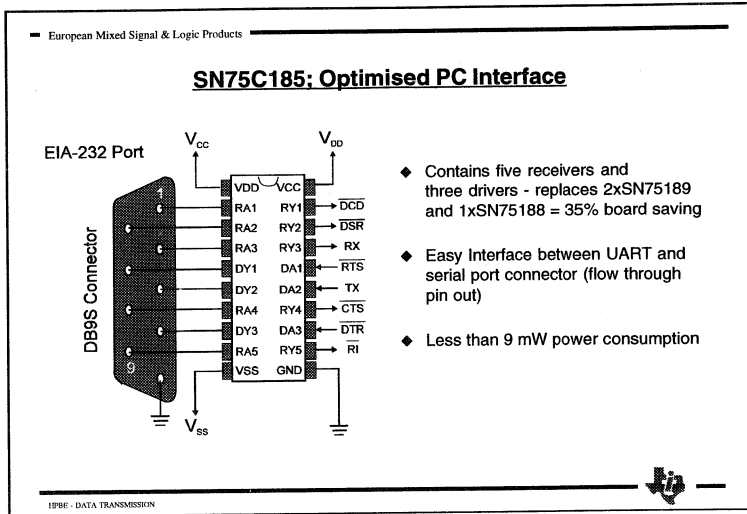 European Mixed Signal & Logic Products
SN75C185; Optimised PC Interface
EIA-232 Port
VCC
VDD
DB9S Connector
1
9
VDD VCC
RA1 RY1 DCD
RA2 RY2 DSR
RA3 RY3 RX
DY1 DA1 RTS
DY2 DA2 TX
RA4 RY4 CTS
DY3 DA3 DTR
RA5 RY5 RI
VSS GND
VSS
◆ Contains five receivers and
three drivers - replaces 2xSN75189
and 1xSN75188 = 35% board saving
◆ Easy Interface between UART and
serial port connector (flow through
pin out)
◆ Less than 9 mW power consumption
HPBE - DATA TRANSMISSION
ti